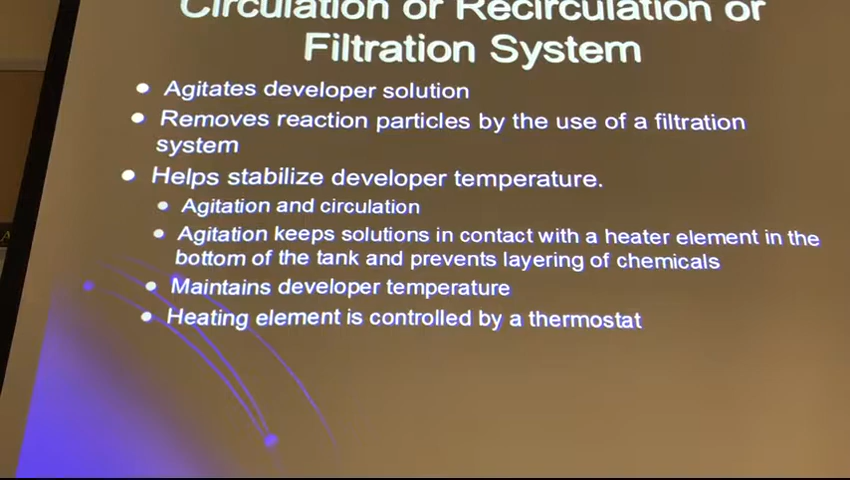 Circulation or Recirculation or
Filtration System
Agitates developer solution
Removes reaction particles by the use of a filtration
system
Helps stabilize developer temperature.
Agitation and circulation
Agitation keeps solutions in contact with a heater element in the
bottom of the tank and prevents layering of chemicals
Maintains developer temperature
Heating element is controlled by a thermostat